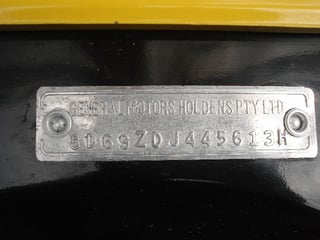 GENERAL MOTORS HOLDENS PTY LTD
8D69ZDJ445613H